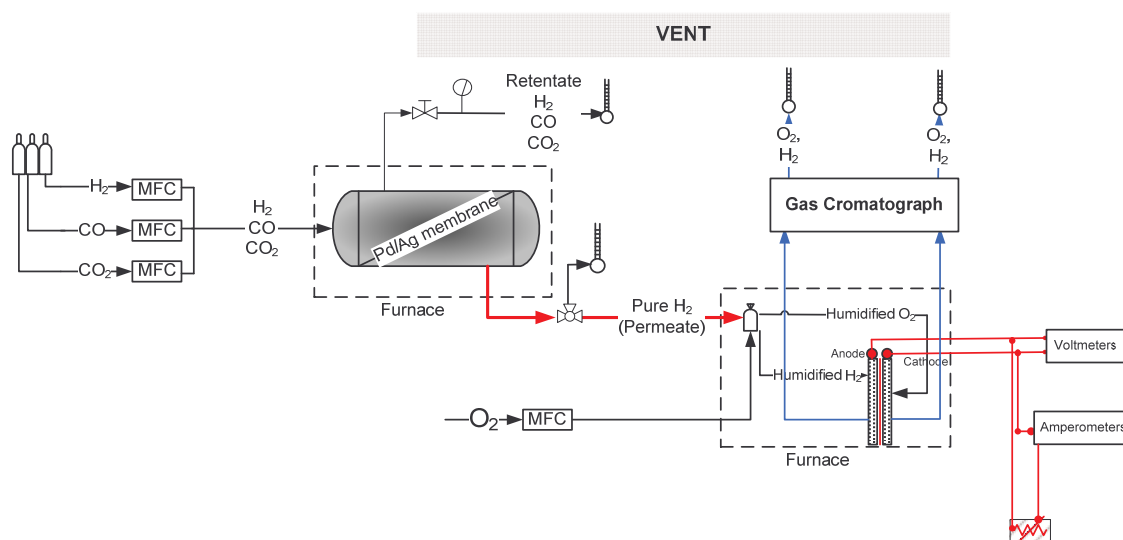 VENT
Retentate
H₂
CO
CO₂
O₂,
H₂
O₂,
H₂
H₂
MFC
CO
MFC
CO₂
MFC
H₂
CO
CO₂
Pd/Ag membrane
Furnace
Gas Cromatograph
Pure H₂
(Permeate)
Humidified O₂
Anode
Cathode
Humidified H₂
O₂
MFC
Furnace
Voltmeters
Amperometers